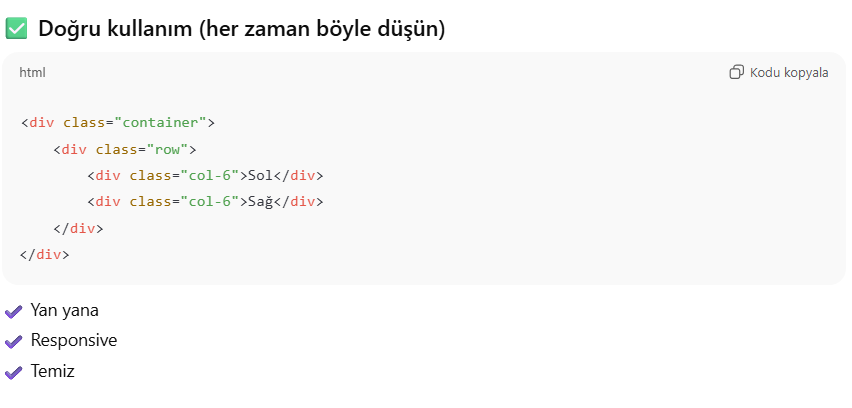 ✅ Doğru kullanım (her zaman böyle düşün)
html Kodu kopyala
<div class="container">
    <div class="row">
        <div class="col-6">Sol</div>
        <div class="col-6">Sağ</div>
    </div>
</div>
✔ Yan yana
✔ Responsive
✔ Temiz